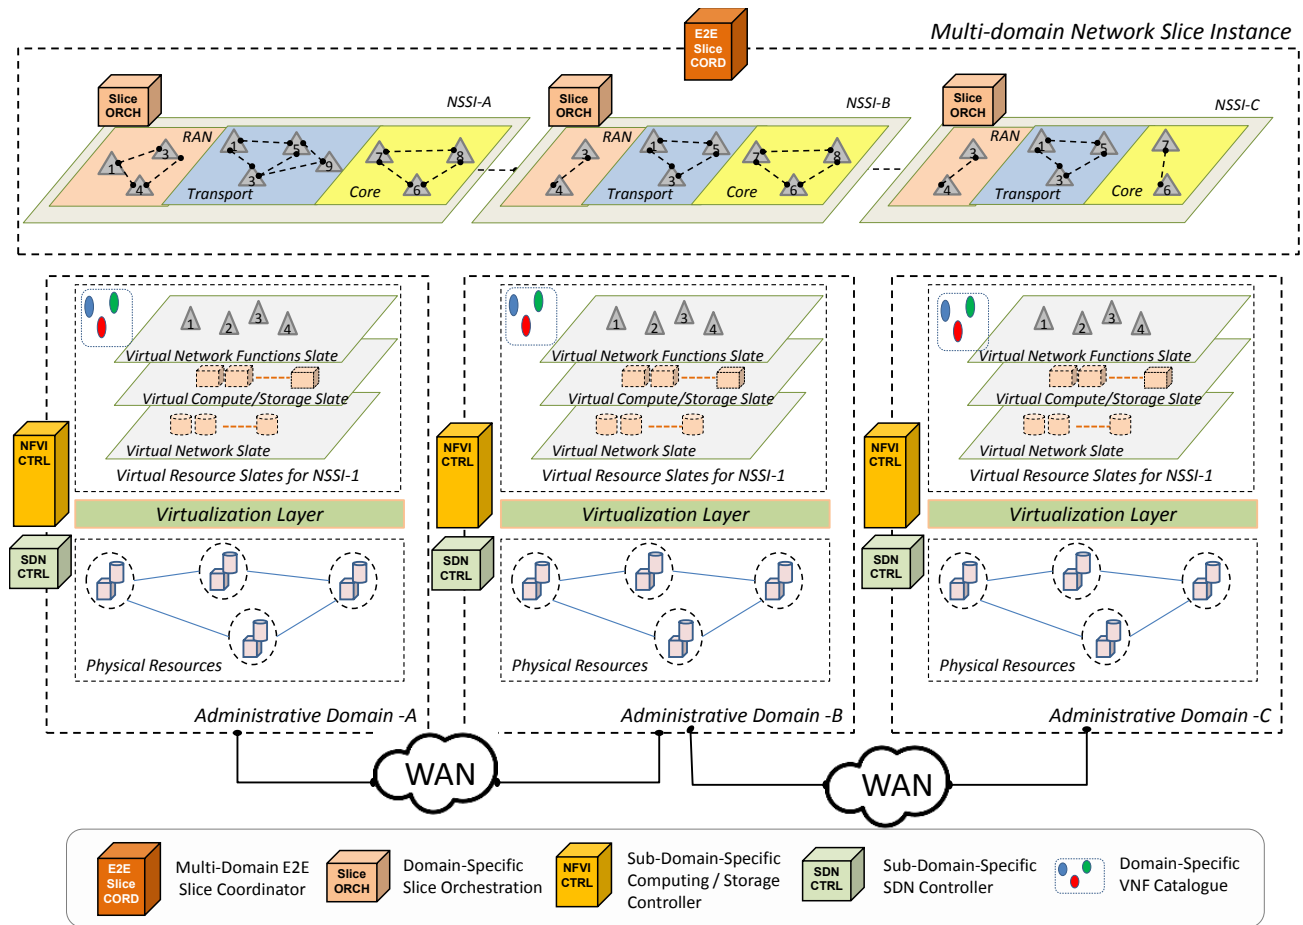 Multi-domain Network Slice Instance
E2E
Slice
CORD
Slice
ORCH
NSSI-A
RAN
1
3
4
Transport
1
5
3
9
Core
2
8
6
Slice
ORCH
NSSI-B
RAN
3
4
Transport
1
5
3
Core
7
8
6
Slice
ORCH
NSSI-C
RAN
3
4
Transport
1
5
3
Core
7
6
1
2
3
4
Virtual Network Functions Slate
Virtual Compute/Storage Slate
Virtual Network Slate
Virtual Resource Slates for NSSI-1
NFVI
CTRL
Virtualization Layer
SDN
CTRL
Physical Resources
Administrative Domain -A
1
2
3
4
Virtual Network Functions Slate
Virtual Compute/Storage Slate
Virtual Network Slate
Virtual Resource Slates for NSSI-1
NFVI
CTRL
Virtualization Layer
SDN
CTRL
Physical Resources
Administrative Domain -B
1
2
3
4
Virtual Network Functions Slate
Virtual Compute/Storage Slate
Virtual Network Slate
Virtual Resource Slates for NSSI-1
NFVI
CTRL
Virtualization Layer
SDN
CTRL
Physical Resources
Administrative Domain -C
WAN
WAN
E2E
Slice
CORD
Multi-Domain E2E
Slice Coordinator
Slice
ORCH
Domain-Specific
Slice Orchestration
NFVI
CTRL
Sub-Domain-Specific
Computing / Storage
Controller
SDN
CTRL
Sub-Domain-Specific
SDN Controller
Domain-Specific
VNF Catalogue